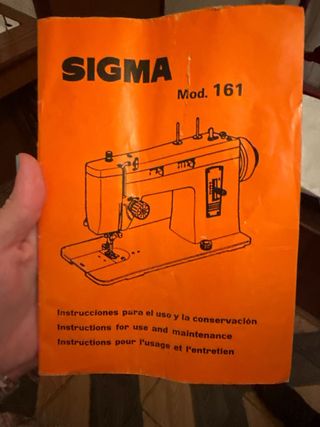 SIGMA
Mod. 161
Instrucciones para el uso y la conservación
Instructions for use and maintenance
Instructions pour l'usage et l'entretien